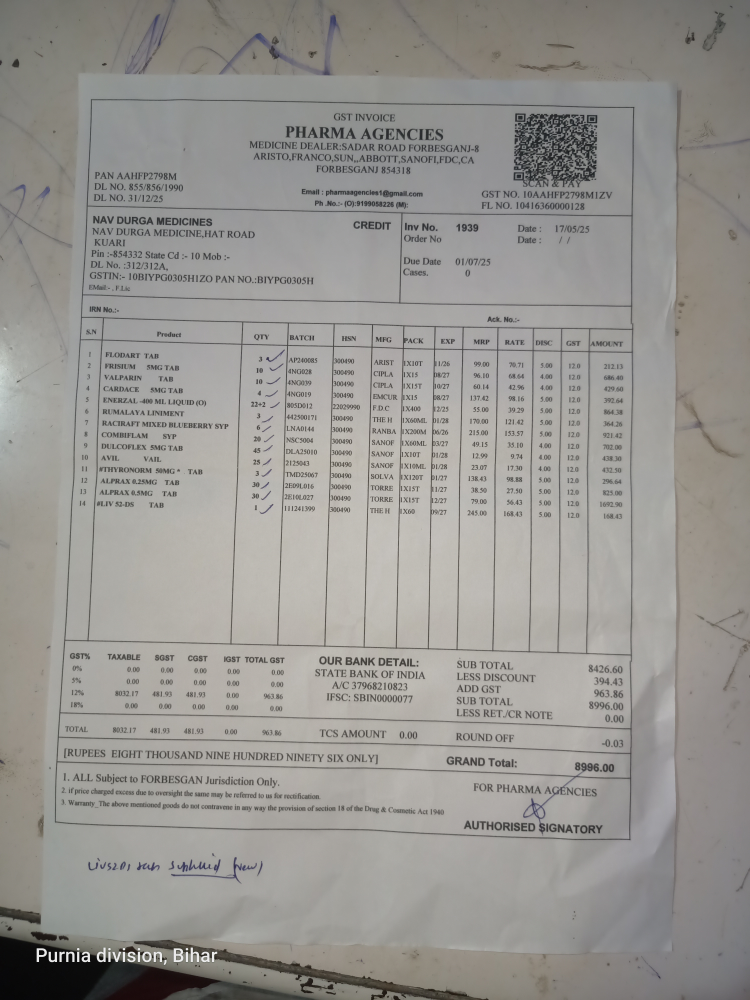 GST INVOICE
PHARMA AGENCIES
MEDICINE DEALER:SADAR ROAD FORBESGANJ-8
ARISTO,FRANCO,SUN,,ABBOTT,SANOFI,FDC,CA
FORBESGANJ 854318
PAN AAHFP2798M
DL NO. 855/856/1990
DL NO. 31/12/25
Email : pharmaagencies1@gmail.com
Ph .No:- (O):9199058226 (M):
SCAN & PAY
GST NO. 10AAHFP2798M1ZV
FL NO. 10416360000128
NAV DURGA MEDICINES CREDIT
NAV DURGA MEDICINE,HAT ROAD
KUARI
Pin :-854332 State Cd :- 10 Mob :-
DL No. :312/312A,
GSTIN:- 10BIYPG0305H1ZO PAN NO.:BIYPG0305H
EMail:- , F.Lic
Inv No. 1939 Date : 17/05/25
Order No Date : / /
Due Date 01/07/25
Cases. 0
IRN No.:- Ack. No.:-
S.N Product QTY BATCH HSN MFG PACK EXP MRP RATE DISC GST AMOUNT
1 FLODART TAB 3 AP240085 300490 ARIST 1X10T 11/26 99.00 70.71 5.00 12.0 212.13
2 FRISIUM 5MG TAB 10 4NG028 300490 CIPLA 1X15 08/27 96.10 68.64 4.00 12.0 686.40
3 VALPARIN TAB 10 4NG039 300490 CIPLA 1X15T 10/27 60.14 42.96 4.00 12.0 429.60
4 CARDACE 5MG TAB 4 4NG019 300490 EMCUR 1X15 08/27 137.42 98.16 5.00 12.0 392.64
5 ENERZAL -400 ML LIQUID (O) 22+2 805D012 22029990 F.D.C 1X400 12/25 55.00 39.29 5.00 12.0 864.38
6 RUMALAYA LINIMENT 3 442500171 300490 THE H 1X60ML 01/28 170.00 121.42 5.00 12.0 364.26
7 RACIRAFT MIXED BLUEBERRY SYP 6 LNA0144 300490 RANBA 1X200M 06/26 215.00 153.57 5.00 12.0 921.42
8 COMBIFLAM SYP 20 NSC5004 300490 SANOF 1X60ML 03/27 49.15 35.10 5.00 12.0 702.00
9 DULCOFLEX 5MG TAB 45 DLA25010 300490 SANOF 1X10T 01/28 12.99 9.74 4.00 12.0 438.30
10 AVIL VAIL 25 2125043 300490 SANOF 1X10ML 01/28 23.07 17.30 4.00 12.0 432.50
11 #THYRONORM 50MG * TAB 3 TMD25067 300490 SOLVA 1X120T 01/27 138.43 98.88 5.00 12.0 296.64
12 ALPRAX 0.25MG TAB 30 2E09L016 300490 TORRE 1X15T 11/27 38.50 27.50 5.00 12.0 825.00
13 ALPRAX 0.5MG TAB 30 2E10L027 300490 TORRE 1X15T 12/27 79.00 56.43 5.00 12.0 1692.90
14 #LIV 52-DS TAB 1 111241399 300490 THE H 1X60 09/27 245.00 168.43 5.00 12.0 168.43
GST% TAXABLE SGST CGST IGST TOTAL GST
0% 0.00 0.00 0.00 0.00 0.00
5% 0.00 0.00 0.00 0.00 0.00
12% 8032.17 481.93 481.93 0.00 963.86
18% 0.00 0.00 0.00 0.00 0.00
TOTAL 8032.17 481.93 481.93 0.00 963.86
OUR BANK DETAIL:
STATE BANK OF INDIA
A/C 37968210823
IFSC: SBIN0000077
TCS AMOUNT 0.00
SUB TOTAL 8426.60
LESS DISCOUNT 394.43
ADD GST 963.86
SUB TOTAL 8996.00
LESS RET./CR NOTE 0.00
ROUND OFF -0.03
[RUPEES EIGHT THOUSAND NINE HUNDRED NINETY SIX ONLY] GRAND Total: 8996.00
1. ALL Subject to FORBESGAN Jurisdiction Only.
2. if price charged excess due to oversight the same may be referred to us for rectification.
3. Warranty_The above mentioned goods do not contravene in any way the provision of section 18 of the Drug & Cosmetic Act 1940
FOR PHARMA AGENCIES
AUTHORISED SIGNATORY
Purnia division, Bihar